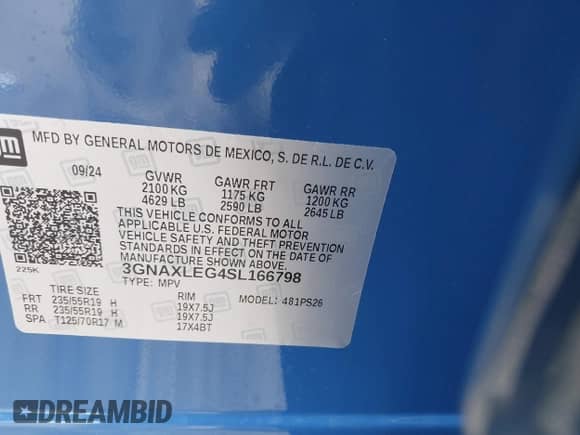 gm
MFD BY GENERAL MOTORS DE MEXICO, S. DE R.L. DE C.V.
09/24 GVWR GAWR FRT GAWR RR
2100 KG 1175 KG 1200 KG
4629 LB 2590 LB 2645 LB
THIS VEHICLE CONFORMS TO ALL
APPLICABLE U.S. FEDERAL MOTOR
VEHICLE SAFETY AND THEFT PREVENTION
STANDARDS IN EFFECT ON THE DATE OF
MANUFACTURE SHOWN ABOVE.
225K 3GNAXLEG4SL166798
TYPE: MPV
TIRE SIZE RIM MODEL: 481PS26
FRT 235/55R19 H 19X7.5J
RR 235/55R19 H 19X7.5J
SPA T125/70R17 M 17X4BT
DREAMBID